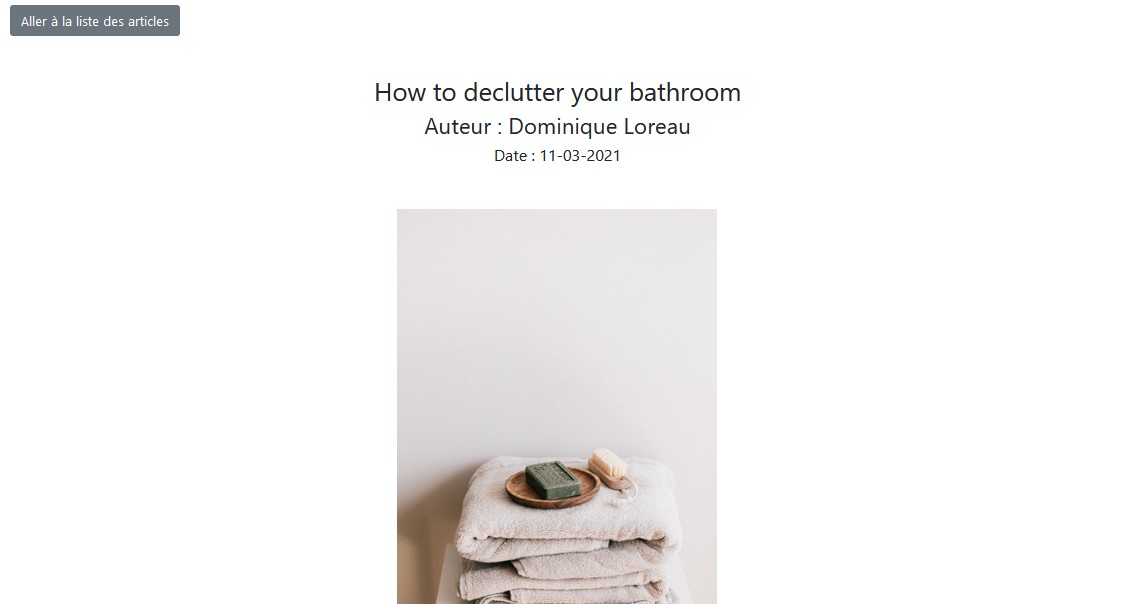 Aller à la liste des articles
How to declutter your bathroom
Auteur : Dominique Loreau
Date : 11-03-2021